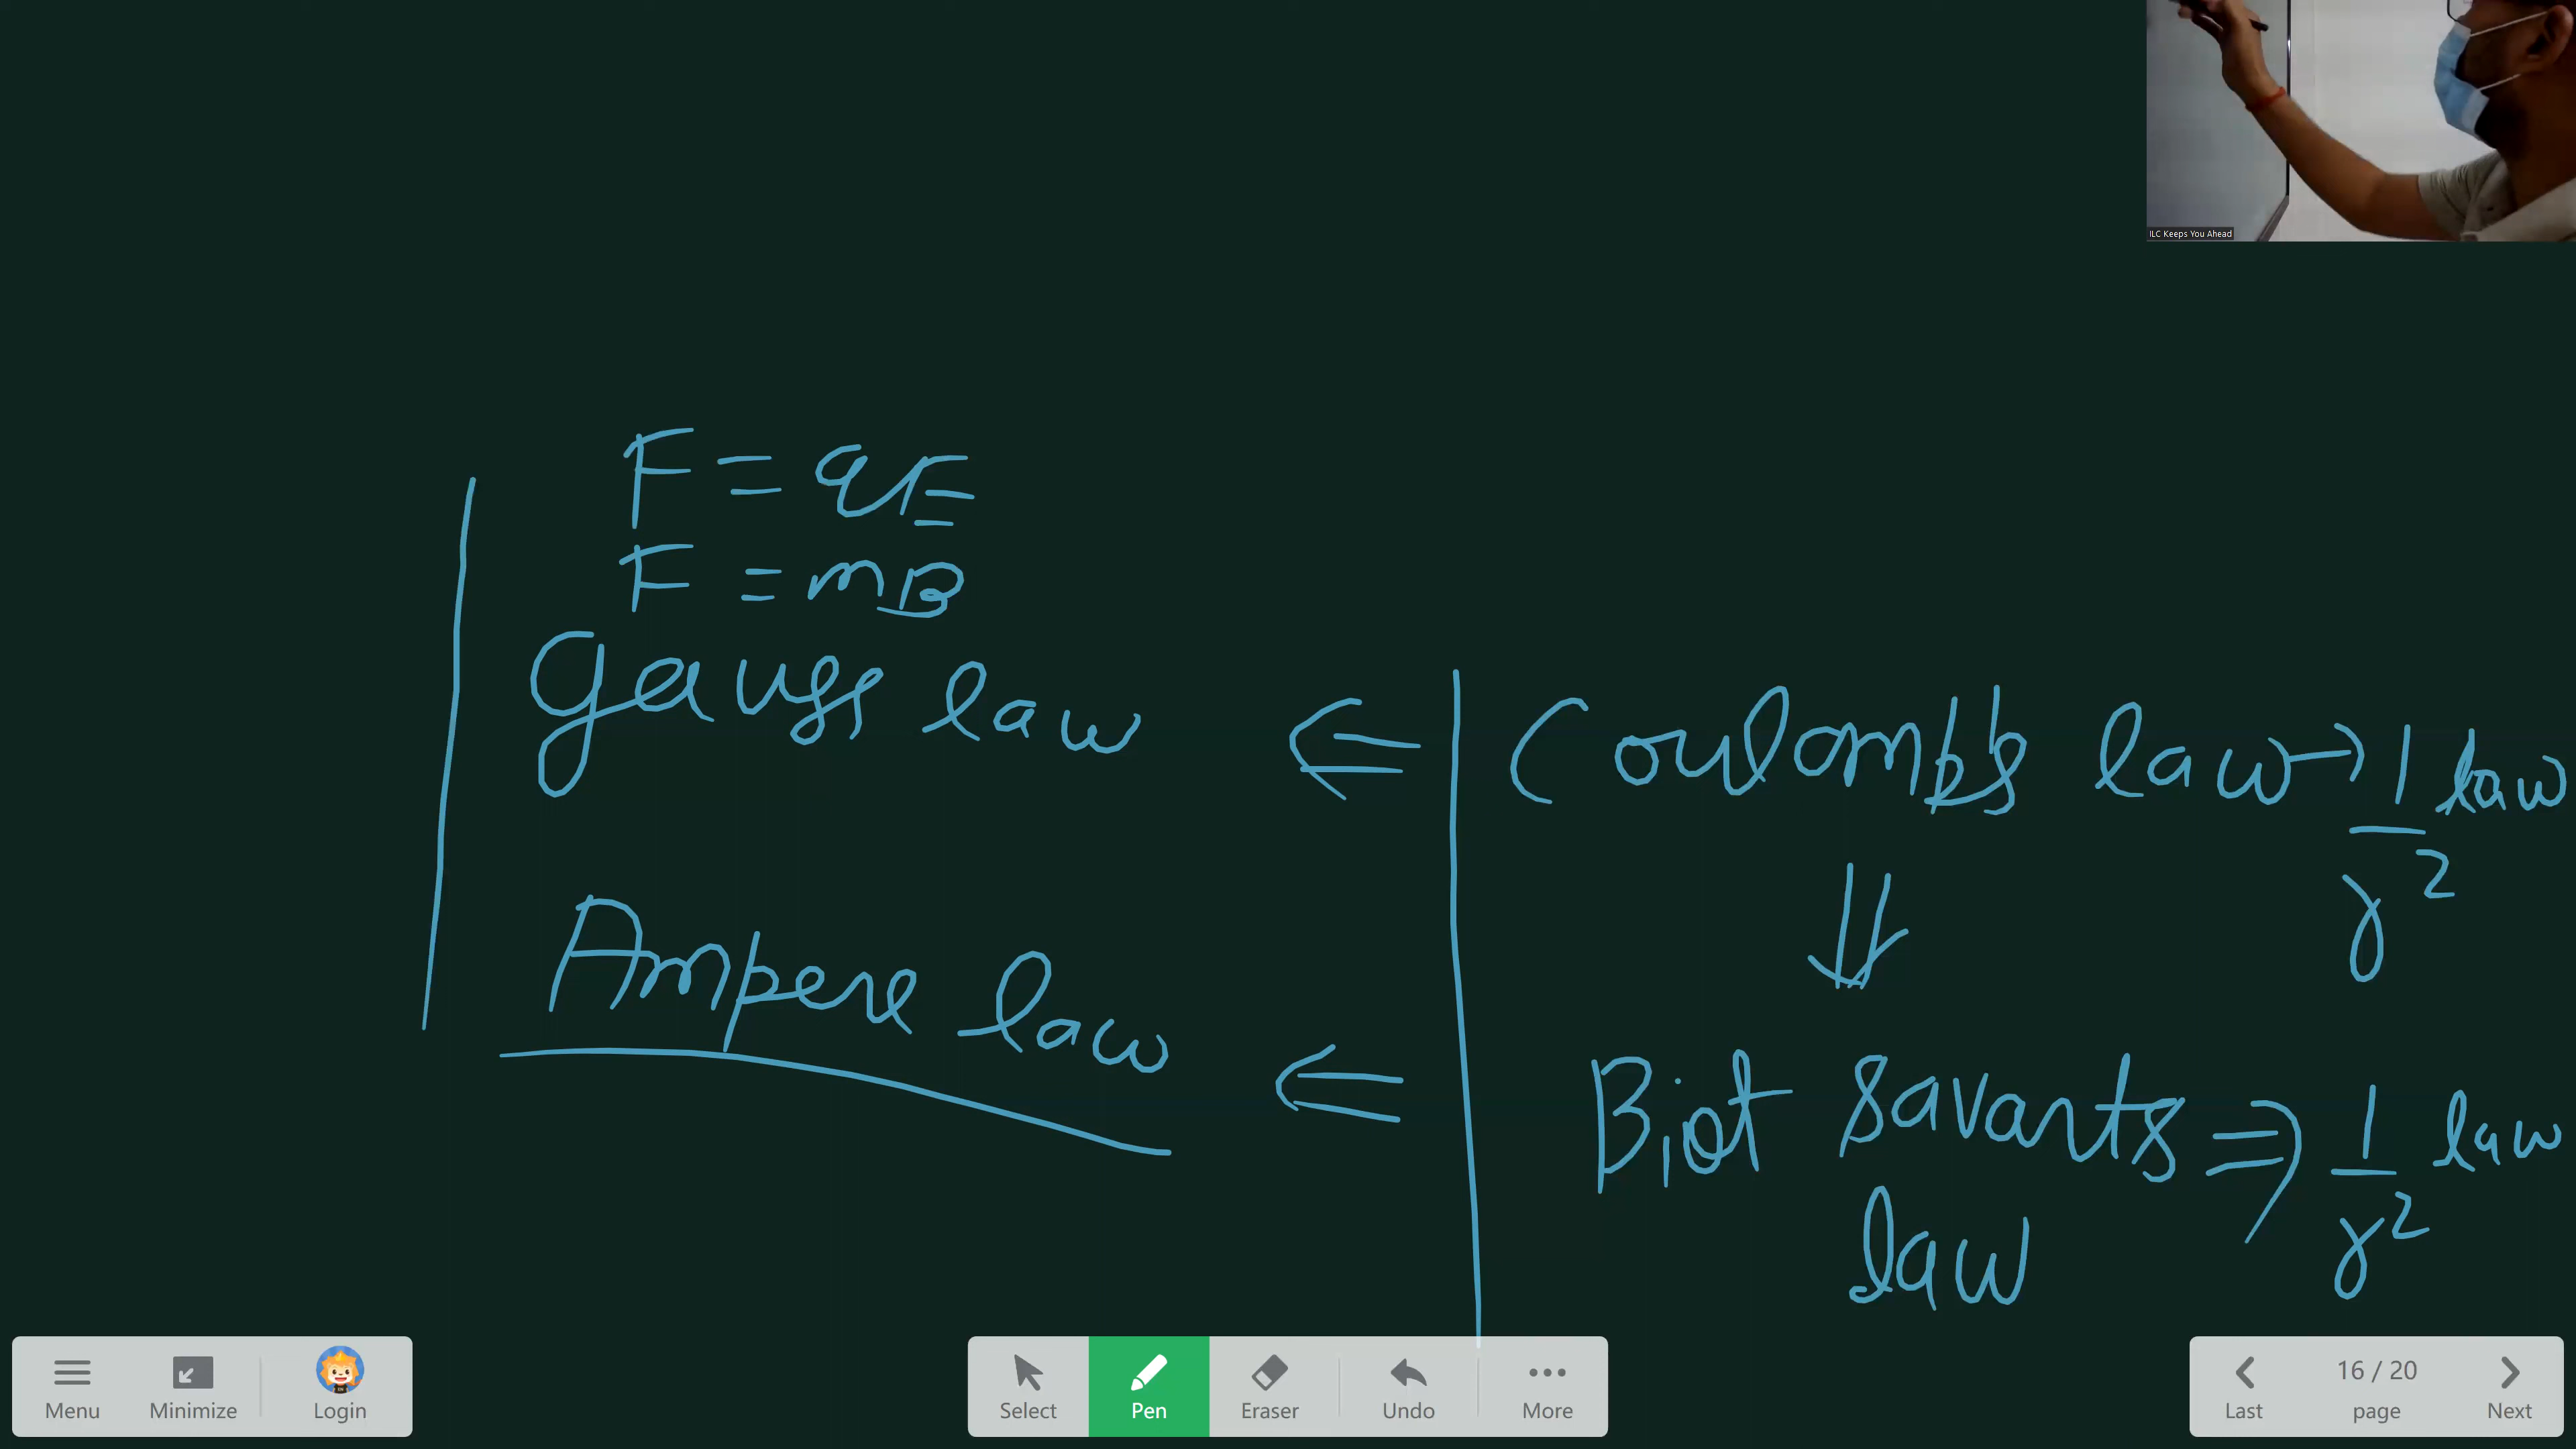 ILC Keeps You Ahead
F = qE
F = mB
Gauss law ⇐ Coulomb's law → 1/r² law
⇓
Ampere law ⇐ Biot savarts ⇒ 1/r² law
law
Menu Minimize Login Select Pen Eraser Undo More Last 16 / 20 page Next